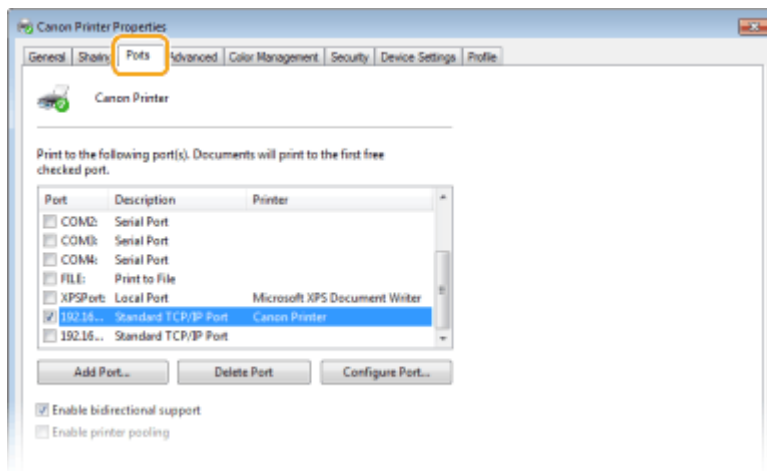 Canon Printer Properties
General Sharing Ports Advanced Color Management Security Device Settings Profile
Canon Printer
Print to the following port(s). Documents will print to the first free
checked port.
Port Description Printer
COM2: Serial Port
COM3: Serial Port
COM4: Serial Port
FILE: Print to File
XPSPort: Local Port Microsoft XPS Document Writer
192.16... Standard TCP/IP Port Canon Printer
192.16... Standard TCP/IP Port
Add Port... Delete Port Configure Port...
Enable bidirectional support
Enable printer pooling